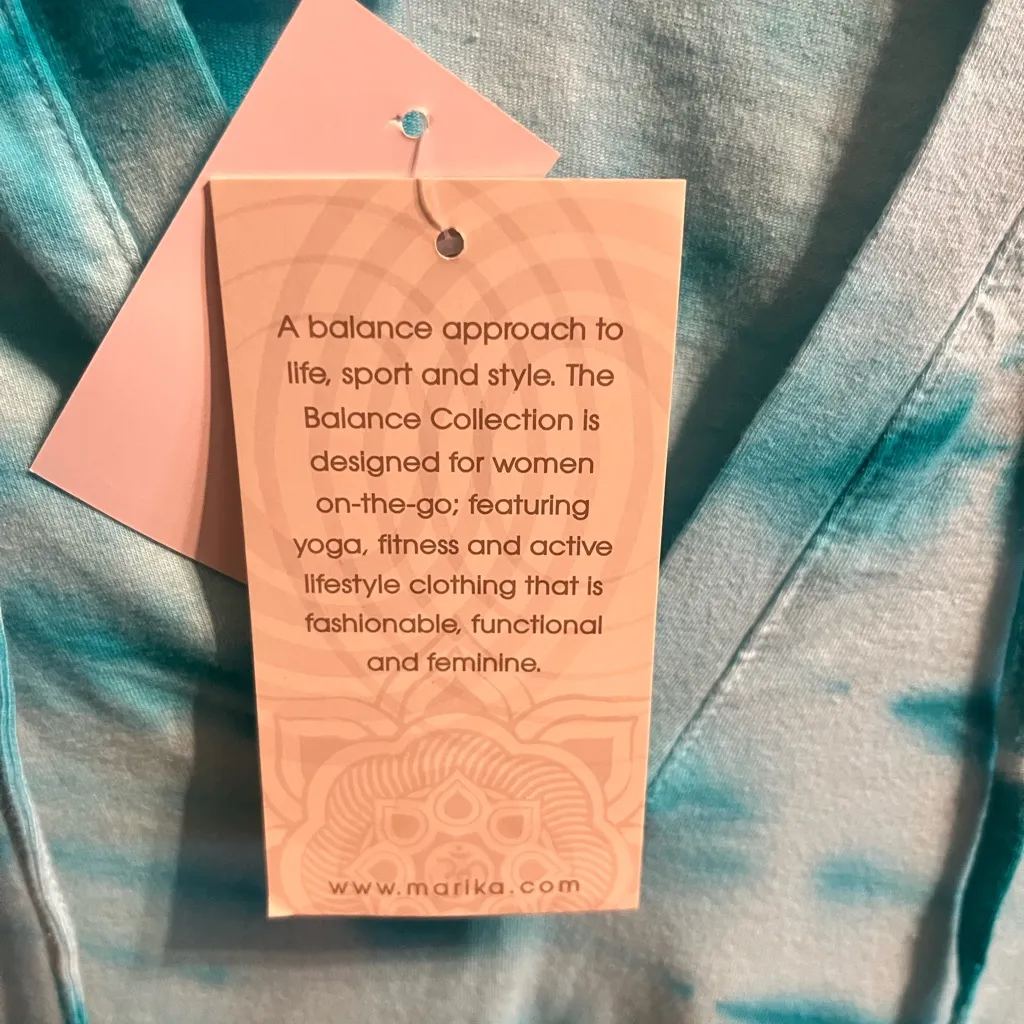 A balance approach to
life, sport and style. The
Balance Collection is
designed for women
on-the-go; featuring
yoga, fitness and active
lifestyle clothing that is
fashionable, functional
and feminine.
www.marika.com